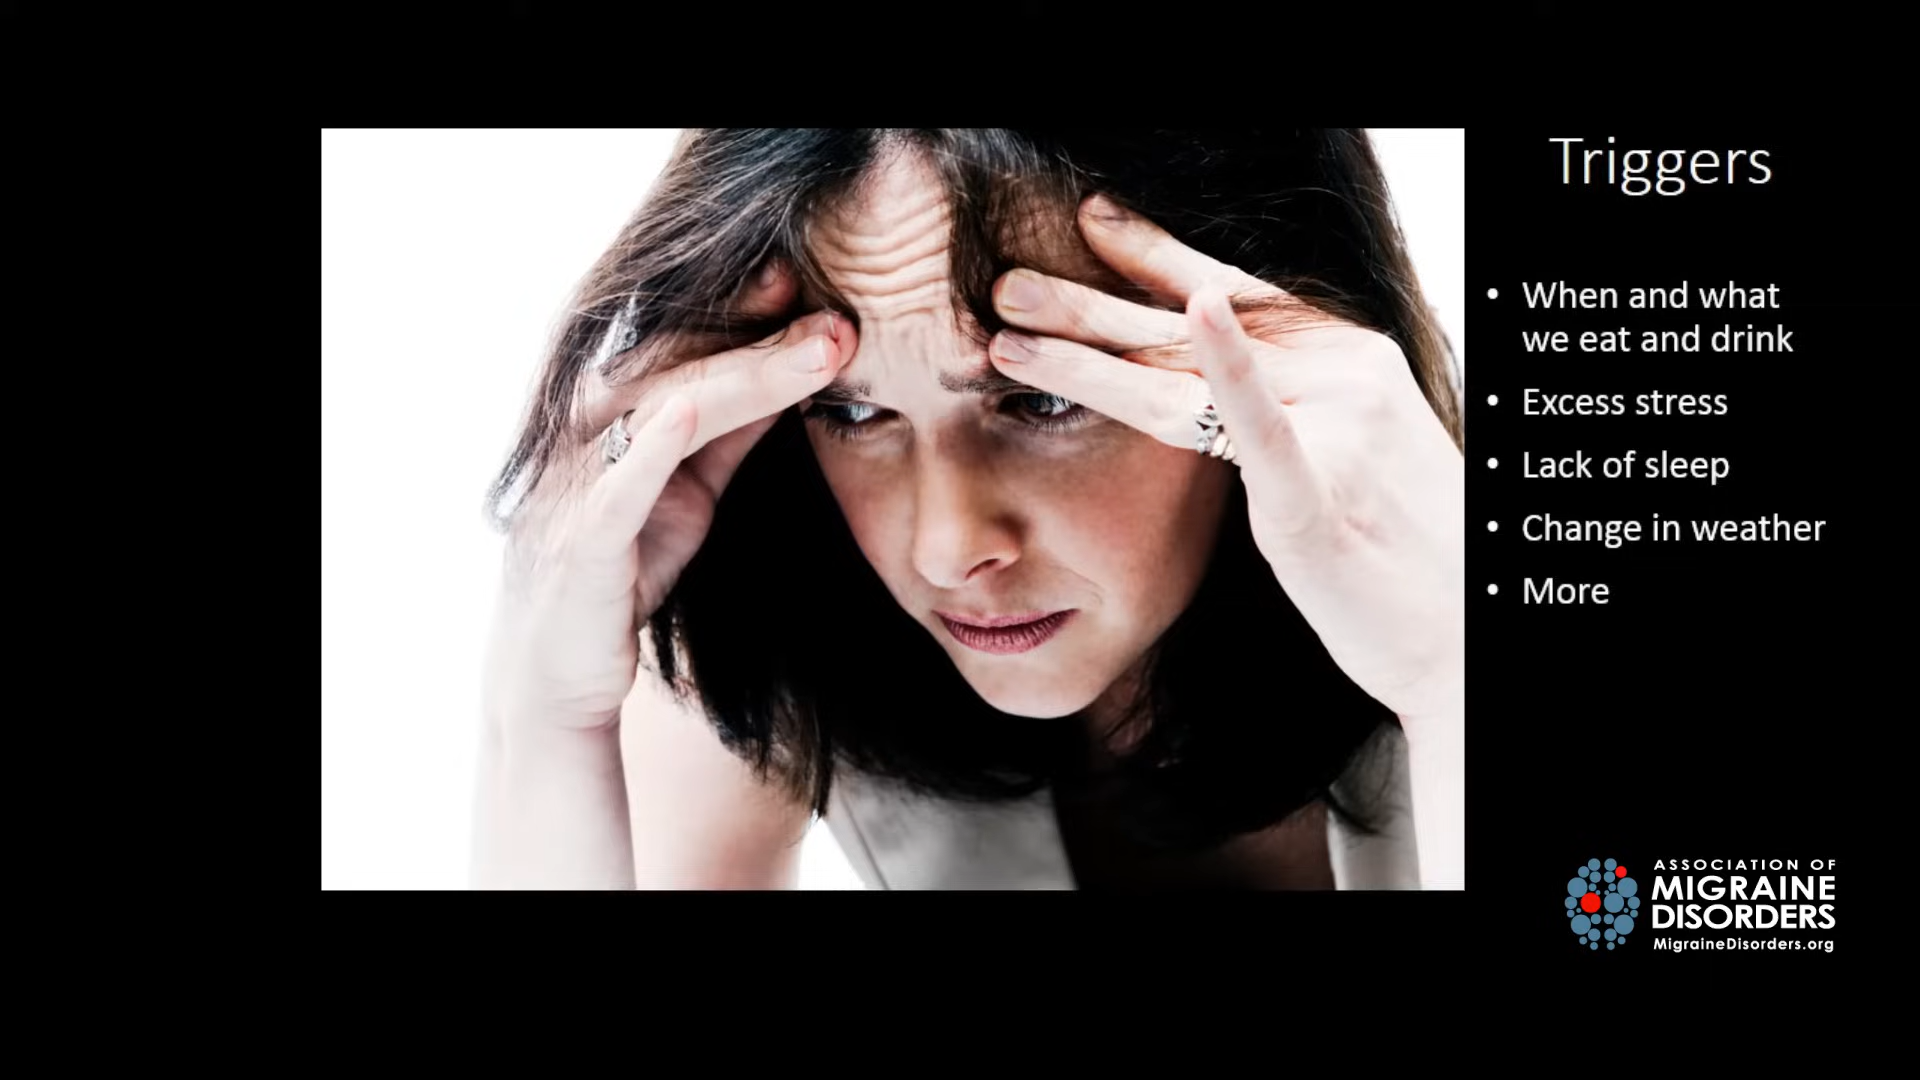 Triggers
• When and what
we eat and drink
• Excess stress
• Lack of sleep
• Change in weather
• More
ASSOCIATION OF
MIGRAINE
DISORDERS
MigraineDisorders.org